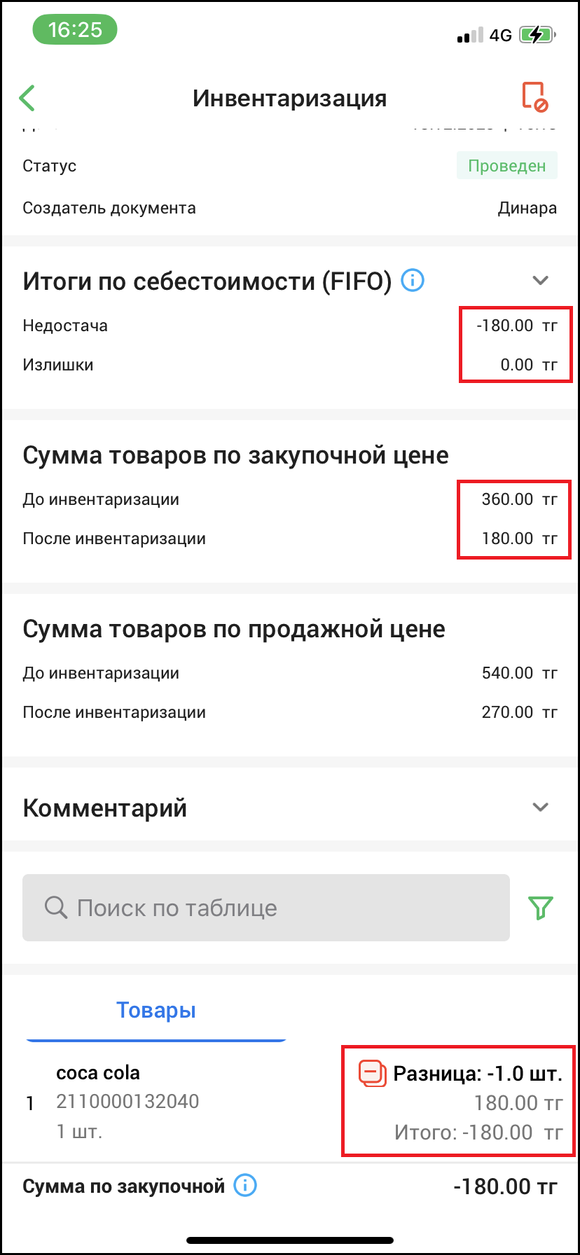 16:25
4G
Инвентаризация
Статус
Проведен
Создатель документа
Динара
Итоги по себестоимости (FIFO)
Недостача
-180.00 тг
Излишки
0.00 тг
Сумма товаров по закупочной цене
До инвентаризации
360.00 тг
После инвентаризации
180.00 тг
Сумма товаров по продажной цене
До инвентаризации
540.00 тг
После инвентаризации
270.00 тг
Комментарий
Поиск по таблице
Товары
1
coca cola
2110000132040
1 шт.
Разница: -1.0 шт.
180.00 тг
Итого: -180.00 тг
Сумма по закупочной
-180.00 тг